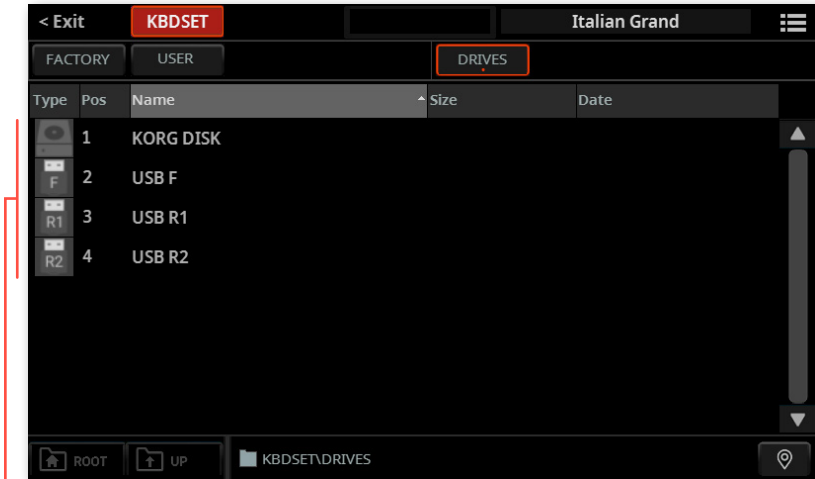 < Exit KBDSET Italian Grand
FACTORY USER DRIVES
Type Pos Name Size Date
1 KORG DISK
F 2 USB F
R1 3 USB R1
R2 4 USB R2
ROOT UP KBDSET\DRIVES